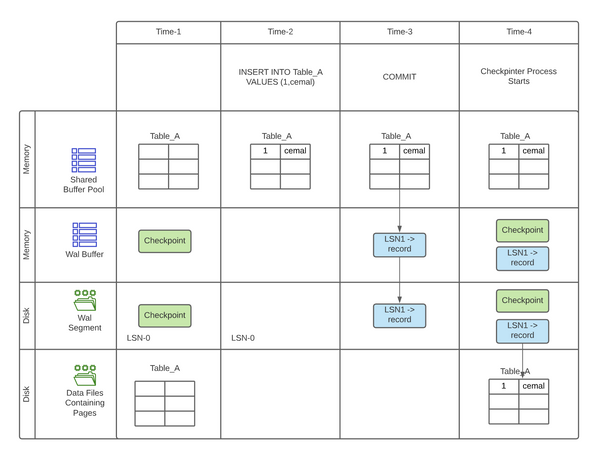 Time-1
Time-2
Time-3
Time-4
INSERT INTO Table_A
VALUES (1,cemal)
COMMIT
Checkpinter Process
Starts
Memory
Shared
Buffer Pool
Table_A
Table_A
1 cemal
Table_A
1 cemal
Table_A
1 cemal
Memory
Wal Buffer
Checkpoint
LSN1 ->
record
Checkpoint
LSN1 ->
record
Disk
Wal
Segment
Checkpoint
LSN-0
LSN-0
LSN1 ->
record
Checkpoint
LSN1 ->
record
Disk
Data Files
Containing
Pages
Table_A
Table_A
1 cemal